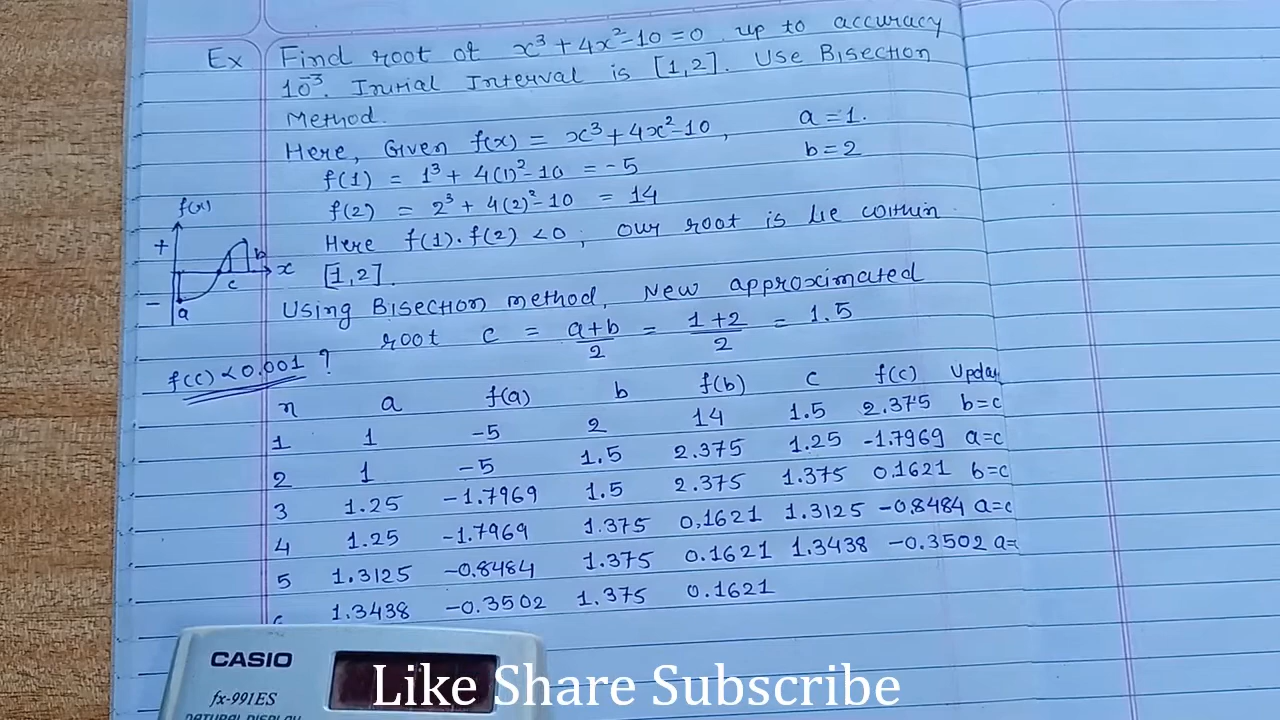 Ex Find root of x³ + 4x² - 10 = 0 up to accuracy
10⁻³. Initial Interval is [1,2]. Use Bisection
Method.
Here, Given f(x) = x³ + 4x² - 10, a = 1.
b = 2
f(1) = 1³ + 4(1)² - 10 = -5
f(2) = 2³ + 4(2)² - 10 = 14
Here f(1).f(2) < 0, Our root is lie within
[1,2].
f(x)
+
b
x
c
-
a
Using Bisection method, New approximated
root c = a+b/2 = 1+2/2 = 1.5
f(c) < 0.001 ?
n a f(a) b f(b) c f(c) Updat
1 1 -5 2 14 1.5 2.375 b=c
2 1 -5 1.5 2.375 1.25 -1.7969 a=c
3 1.25 -1.7969 1.5 2.375 1.375 0.1621 b=c
4 1.25 -1.7969 1.375 0.1621 1.3125 -0.8484 a=c
5 1.3125 -0.8484 1.375 0.1621 1.3438 -0.3502 a=
1.3438 -0.3502 1.375 0.1621
CASIO
fx-991ES
NATURAL DISPLAY
Like Share Subscribe